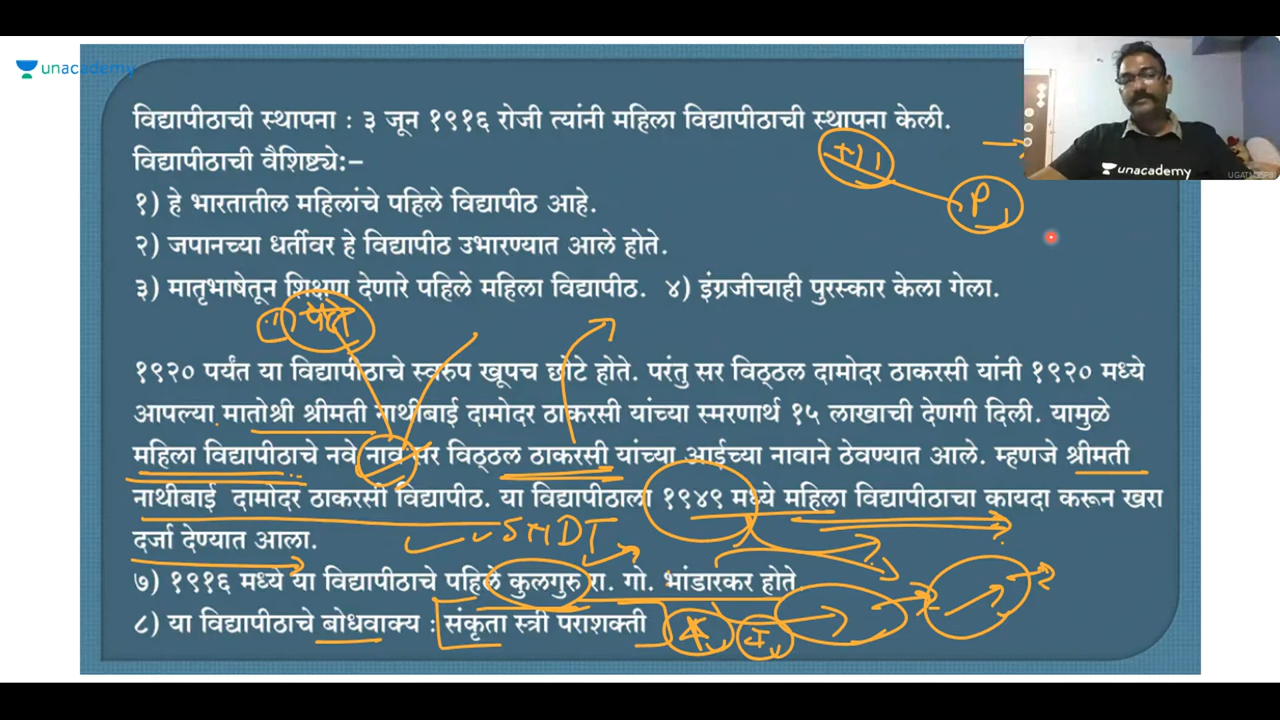 unacademy
विद्यापीठाची स्थापना : ३ जून १९१६ रोजी त्यांनी महिला विद्यापीठाची स्थापना केली.
विद्यापीठाची वैशिष्ट्ये:-
१) हे भारतातील महिलांचे पहिले विद्यापीठ आहे.
२) जपानच्या धर्तीवर हे विद्यापीठ उभारण्यात आले होते.
३) मातृभाषेतून शिक्षण देणारे पहिले महिला विद्यापीठ. ४) इंग्रजीचाही पुरस्कार केला गेला.
१९२० पर्यंत या विद्यापीठाचे स्वरुप खूपच छोटे होते. परंतु सर विठ्ठल दामोदर ठाकरसी यांनी १९२० मध्ये
आपल्या मातोश्री श्रीमती नाथीबाई दामोदर ठाकरसी यांच्या स्मरणार्थ १५ लाखाची देणगी दिली. यामुळे
महिला विद्यापीठाचे नवे नाव सर विठ्ठल ठाकरसी यांच्या आईच्या नावाने ठेवण्यात आले. म्हणजे श्रीमती
नाथीबाई दामोदर ठाकरसी विद्यापीठ. या विद्यापीठाला १९४९ मध्ये महिला विद्यापीठाचा कायदा करून खरा
दर्जा देण्यात आला.
SNDT
७) १९१६ मध्ये या विद्यापीठाचे पहिले कुलगुरु रा. गो. भांडारकर होते
८) या विद्यापीठाचे बोधवाक्य : संकृता स्त्री पराशक्ती
P
unacademy